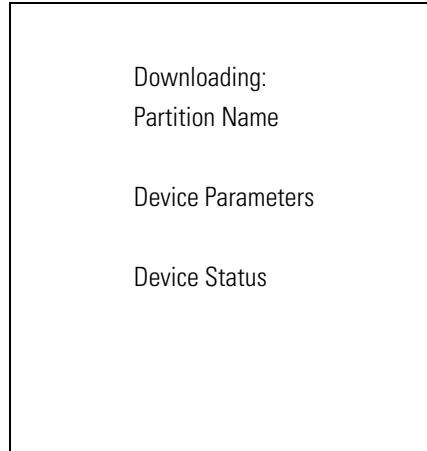 Downloading:
Partition Name
Device Parameters
Device Status